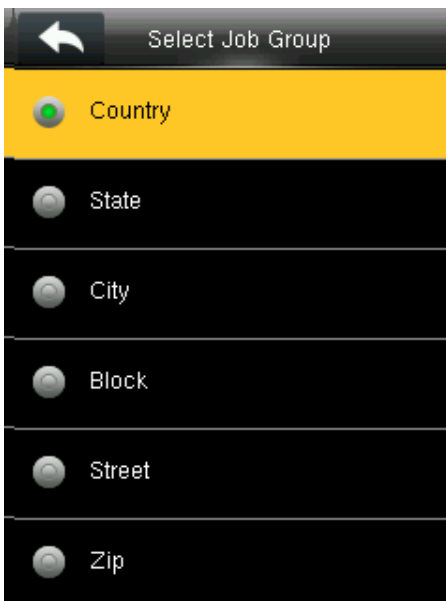 Select Job Group
Country
State
City
Block
Street
Zip